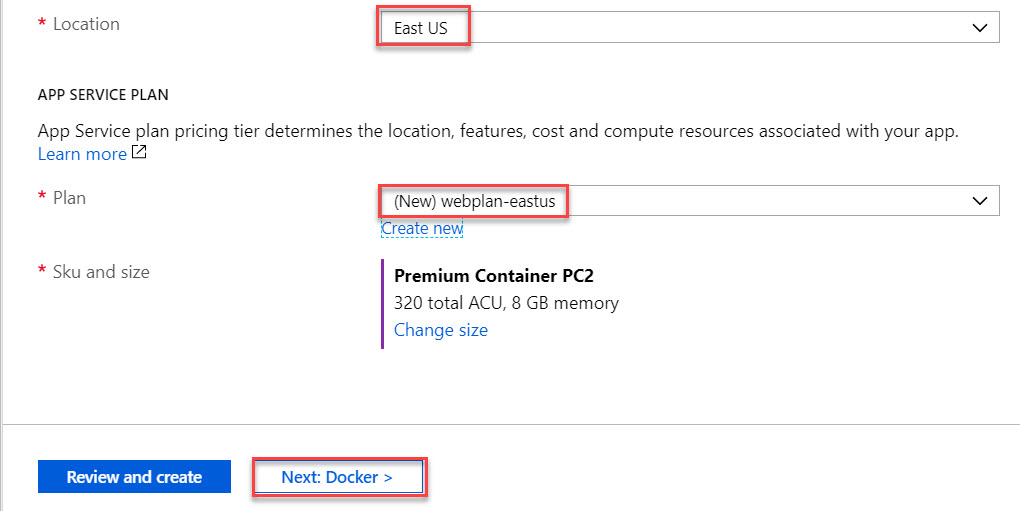 * Location
East US
APP SERVICE PLAN
App Service plan pricing tier determines the location, features, cost and compute resources associated with your app.
Learn more
* Plan
(New) webplan-eastus
Create new
* Sku and size
Premium Container PC2
320 total ACU, 8 GB memory
Change size
Review and create
Next: Docker >